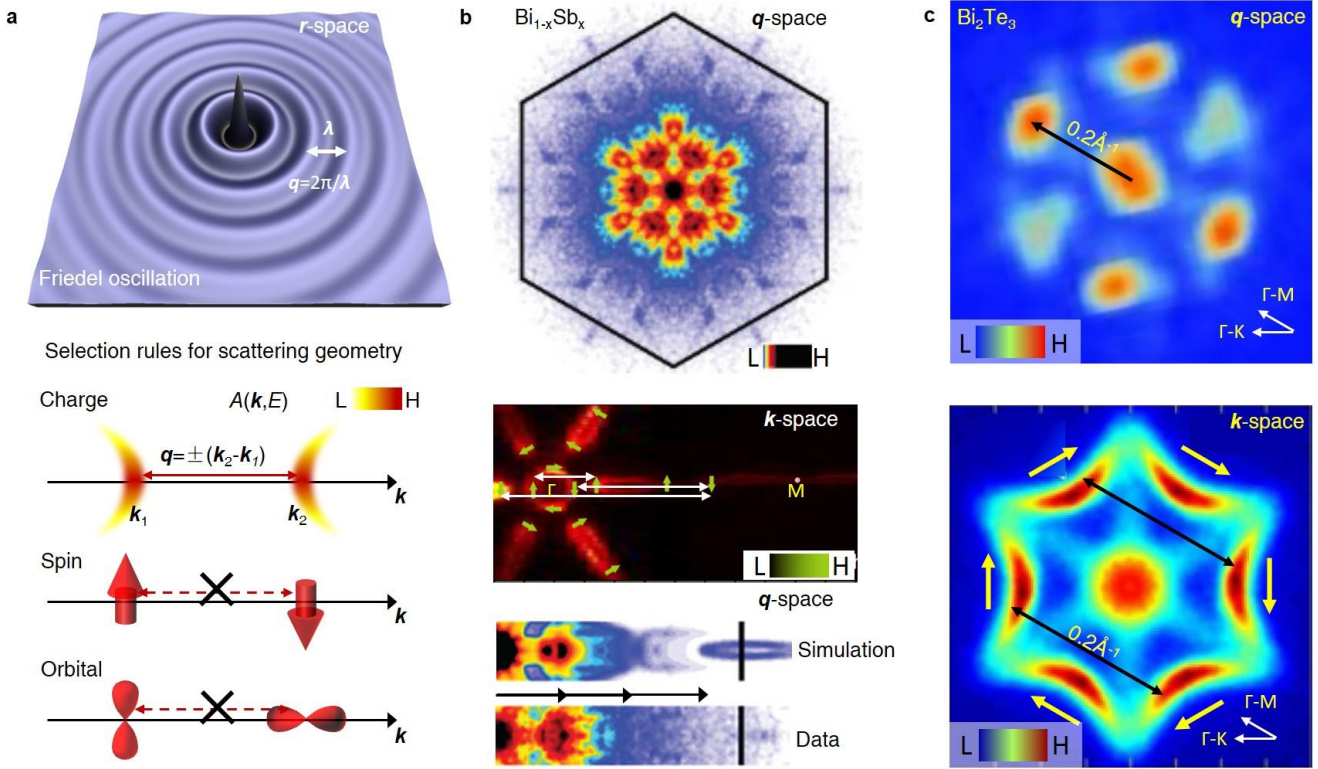 a
r-space
λ
q=2π/λ
Friedel oscillation
Selection rules for scattering geometry
Charge
A(k,E)
L H
q=±(k2-k1)
k
k1
k2
Spin
k
Orbital
k
b
Bi1-xSbx
q-space
L H
k-space
Γ
M
L H
q-space
Simulation
Data
c
Bi2Te3
q-space
0.2Å-1
Γ-M
Γ-K
L H
k-space
0.2Å-1
Γ-M
Γ-K
L H